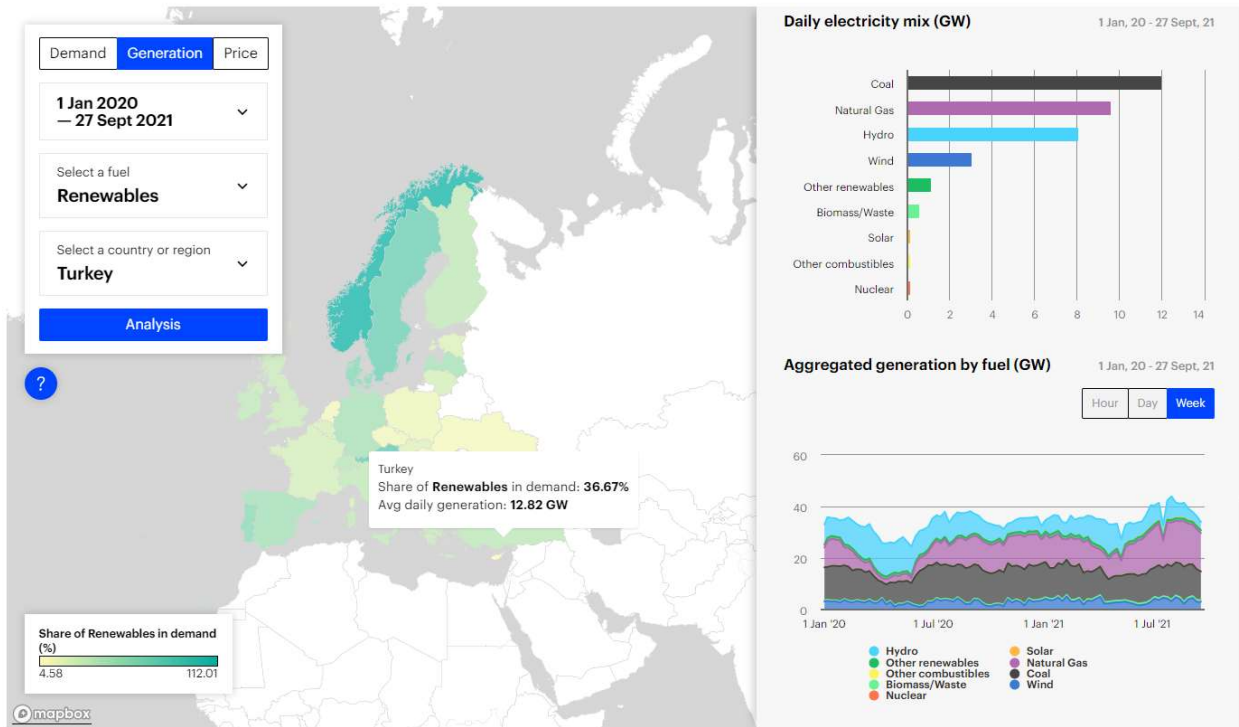 Demand Generation Price
1 Jan 2020
— 27 Sept 2021
Select a fuel
Renewables
Select a country or region
Turkey
Analysis
?
Turkey
Share of Renewables in demand: 36.67%
Avg daily generation: 12.82 GW
Share of Renewables in demand
(%)
4.58 112.01
mapbox
Daily electricity mix (GW) 1 Jan, 20 - 27 Sept, 21
Coal
Natural Gas
Hydro
Wind
Other renewables
Biomass/Waste
Solar
Other combustibles
Nuclear
0 2 4 6 8 10 12 14
Aggregated generation by fuel (GW) 1 Jan, 20 - 27 Sept, 21
Hour Day Week
60
40
20
0
1 Jan '20 1 Jul '20 1 Jan '21 1 Jul '21
Hydro Solar
Other renewables Natural Gas
Other combustibles Coal
Biomass/Waste Wind
Nuclear